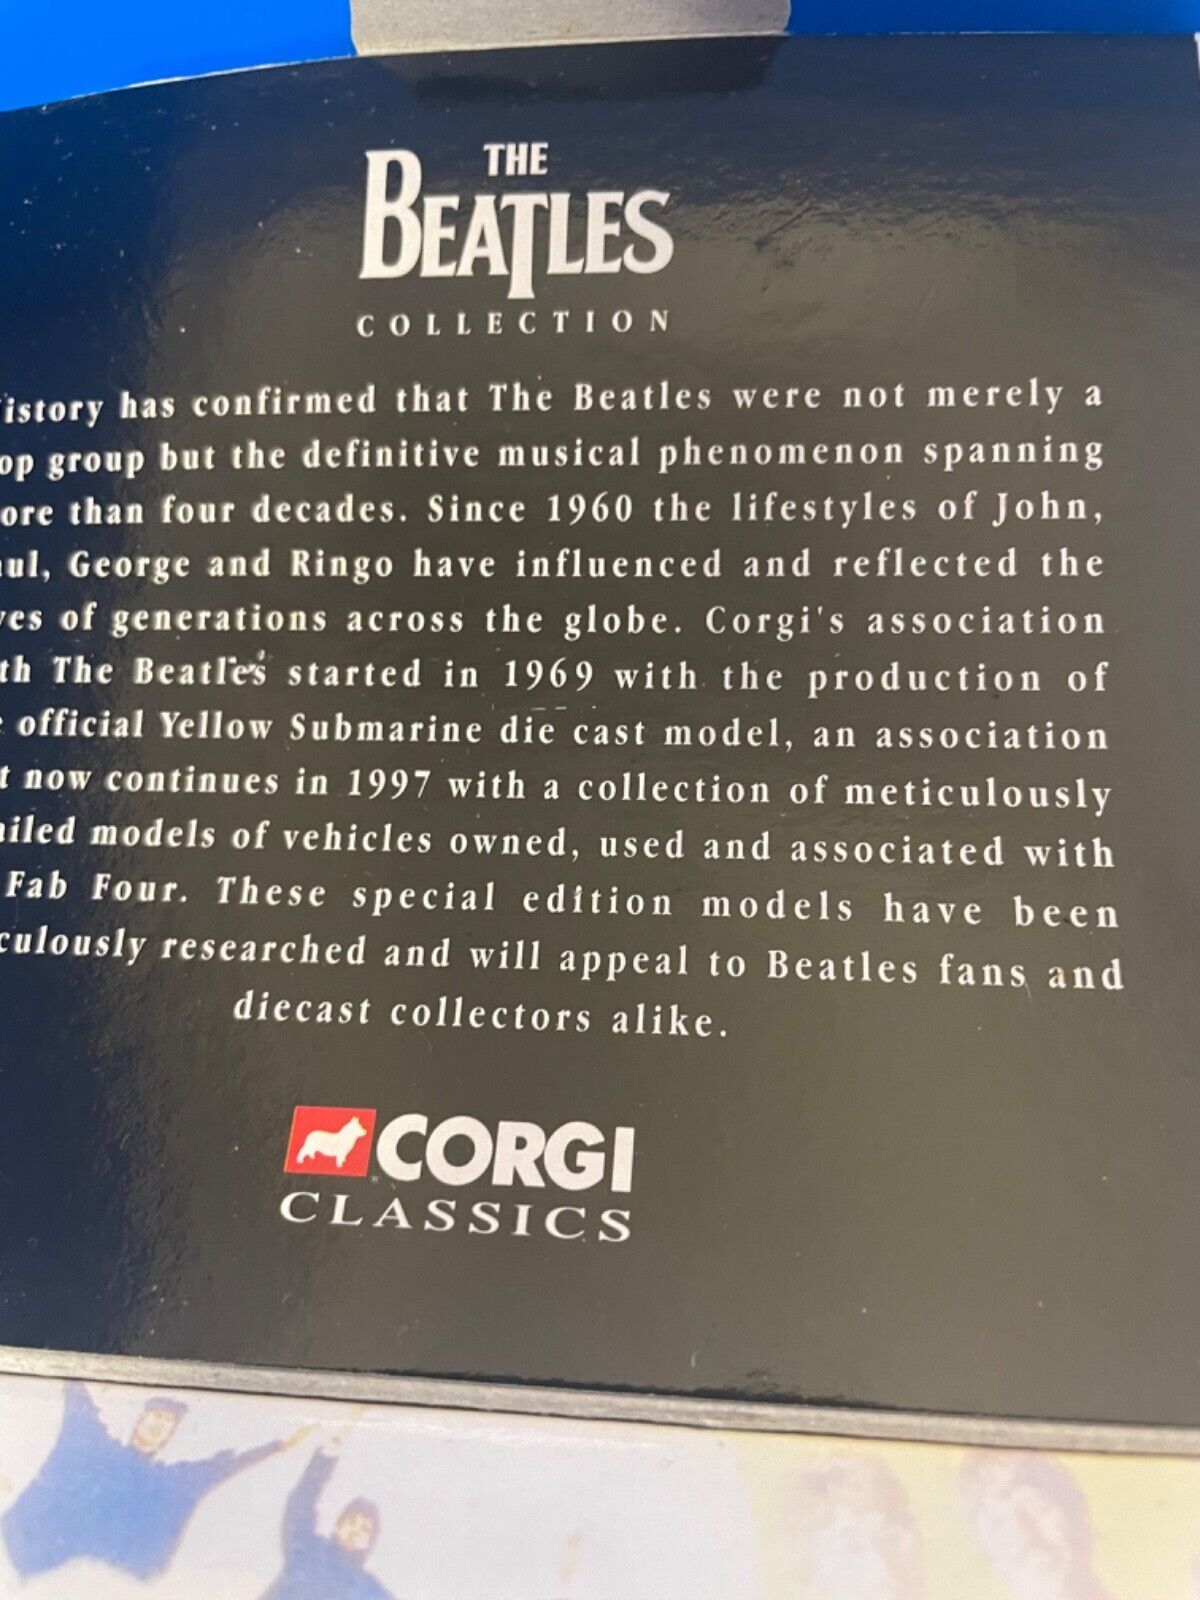 THE
BEATLES
COLLECTION
istory has confirmed that The Beatles were not merely a
op group but the definitive musical phenomenon spanning
ore than four decades. Since 1960 the lifestyles of John,
ul, George and Ringo have influenced and reflected the
ves of generations across the globe. Corgi's association
th The Beatles started in 1969 with the production of
official Yellow Submarine die cast model, an association
t now continues in 1997 with a collection of meticulously
ailed models of vehicles owned, used and associated with
Fab Four. These special edition models have been
culously researched and will appeal to Beatles fans and
diecast collectors alike.
CORGI
CLASSICS